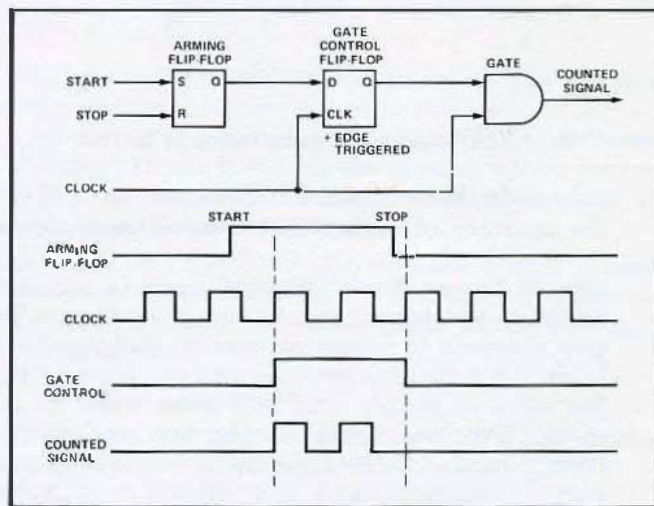 ARMING
FLIP-FLOP
GATE
CONTROL
FLIP-FLOP
GATE
COUNTED
SIGNAL
START
S
Q
D
Q
STOP
R
CLK
+ EDGE
TRIGGERED
CLOCK
START
STOP
ARMING
FLIP-FLOP
CLOCK
GATE
CONTROL
COUNTED
SIGNAL